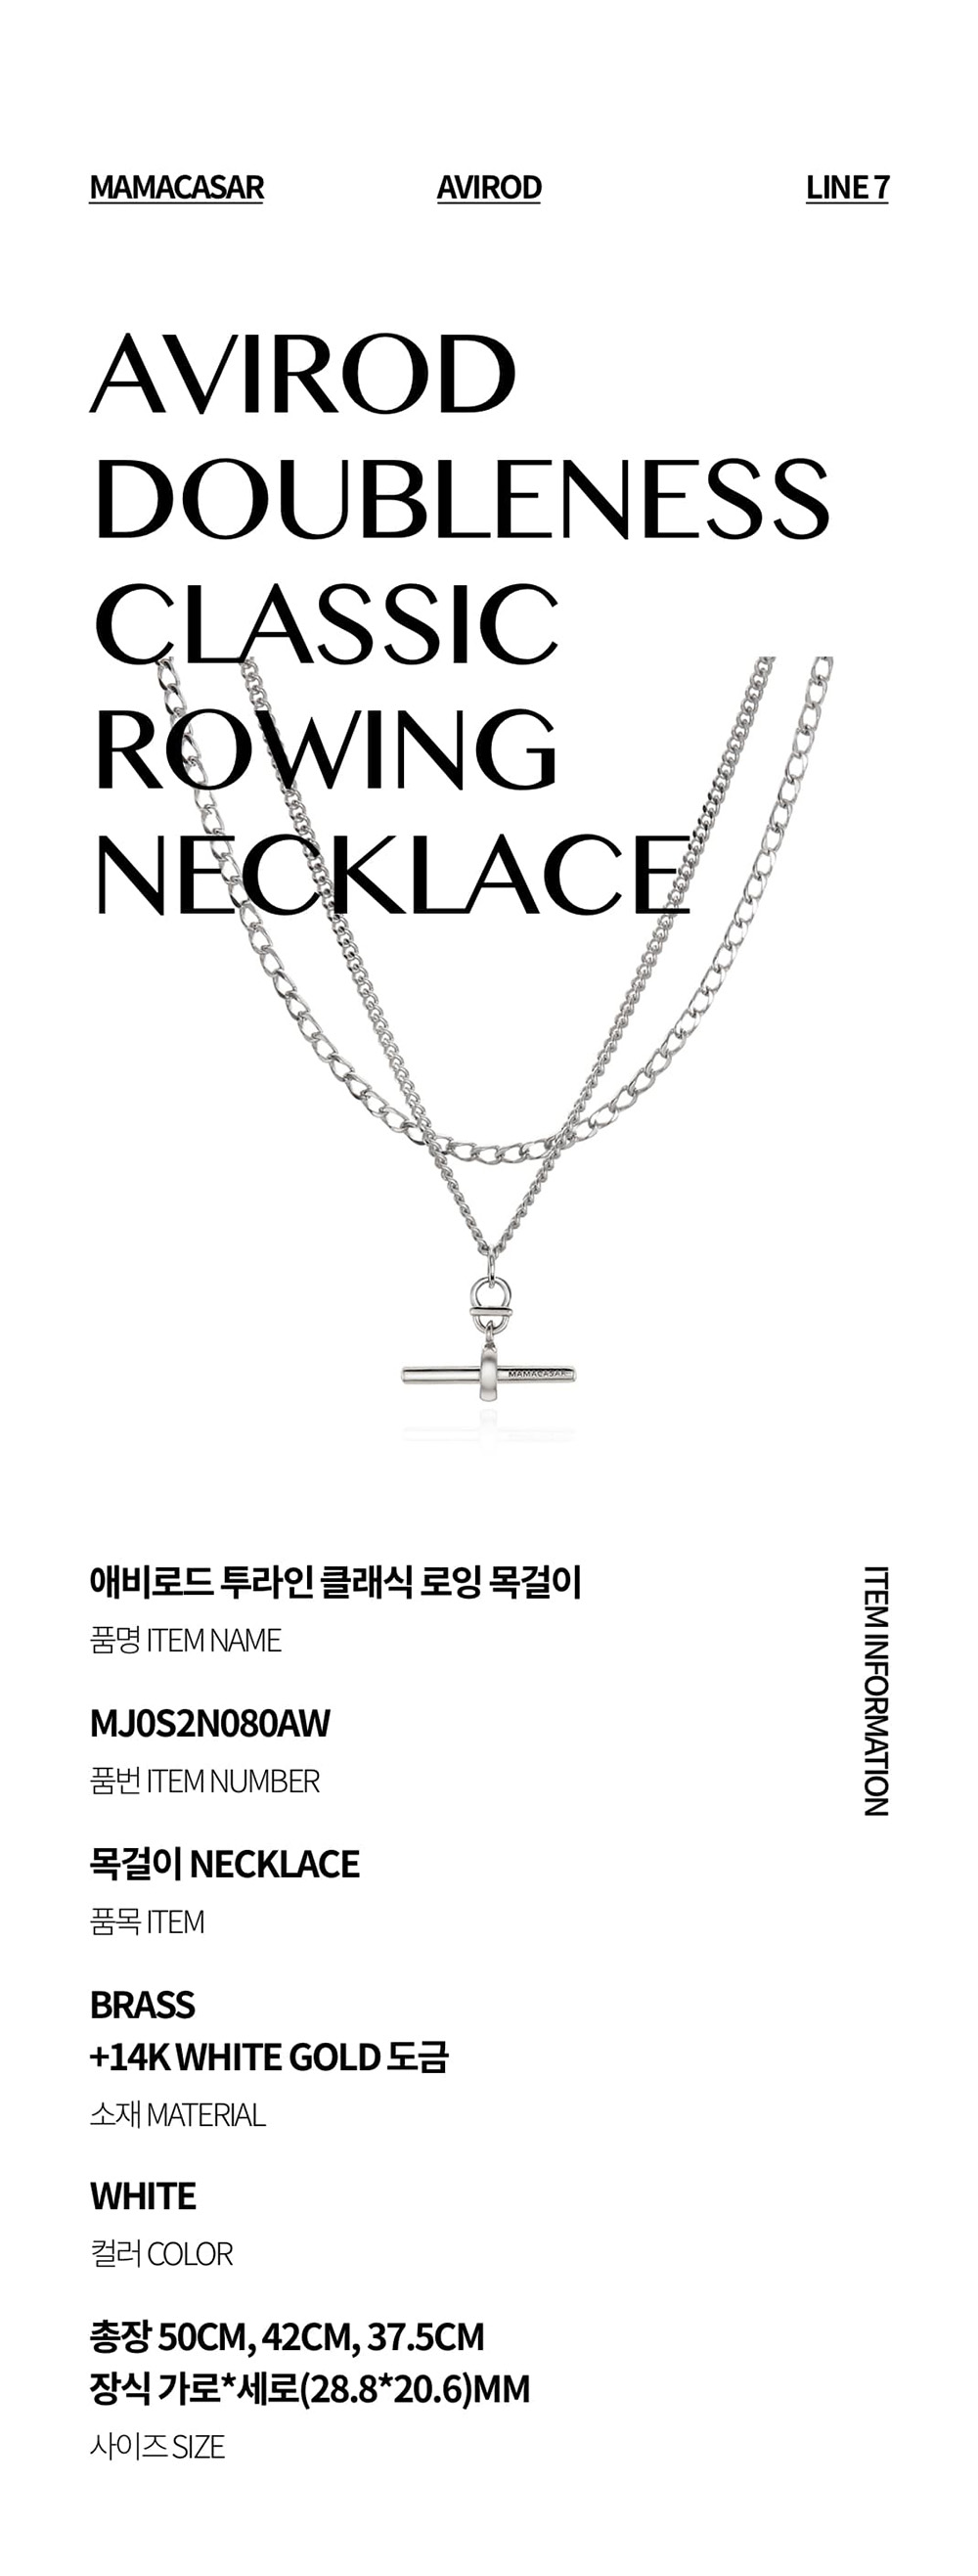 MAMACASAR AVIROD LINE 7
AVIROD
DOUBLENESS
CLASSIC
ROWING
NECKLACE
MAMACASAR
애비로드 투라인 클래식 로잉 목걸이
품명 ITEM NAME
MJ0S2N080AW
품번 ITEM NUMBER
목걸이 NECKLACE
품목 ITEM
BRASS
+14K WHITE GOLD 도금
소재 MATERIAL
WHITE
컬러 COLOR
총장 50CM, 42CM, 37.5CM
장식 가로*세로(28.8*20.6)MM
사이즈 SIZE
ITEM INFORMATION